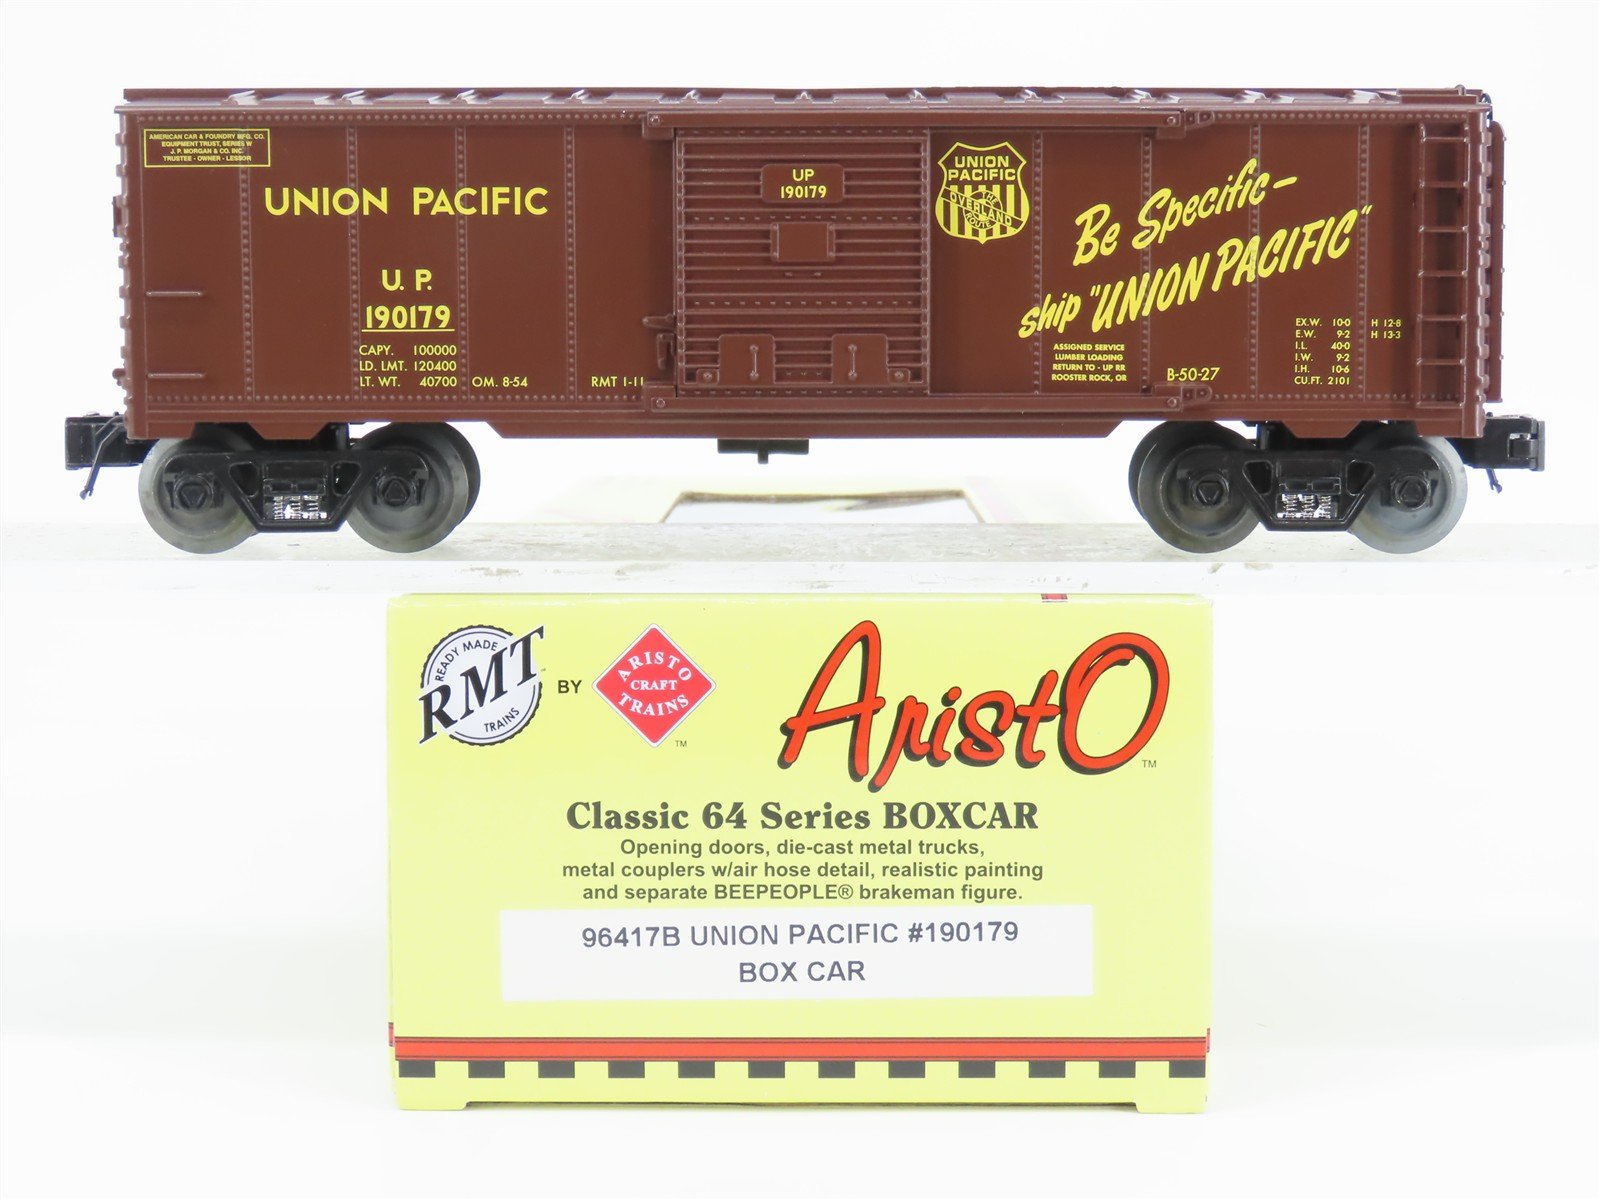 AMERICAN CAR & FOUNDRY MFG. CO.
EQUIPMENT TRUST, SERIES W
J. P. MORGAN & CO. INC.
TRUSTEE - OWNER - LESSOR
UNION PACIFIC
U. P.
190179
CAPY. 100000
LD. LMT. 120400
LT. WT. 40700 OM. 8-54
RMT 1-11
UP
190179
UNION
PACIFIC
THE
OVERLAND
ROUTE
Be Specific-
ship "UNION PACIFIC"
ASSIGNED SERVICE
LUMBER LOADING
RETURN TO - UP RR
ROOSTER ROCK, OR
B-50-27
EX.W. 10-0 H 12-8
E.W. 9-2 H 13-3
I.L. 40-0
I.W. 9-2
I.H. 10-6
CU.FT. 2101
READY MADE
RMT
TRAINS
BY
ARISTO
CRAFT
TRAINS
TM
AristO
TM
Classic 64 Series BOXCAR
Opening doors, die-cast metal trucks,
metal couplers w/air hose detail, realistic painting
and separate BEEPEOPLE® brakeman figure.
96417B UNION PACIFIC #190179
BOX CAR